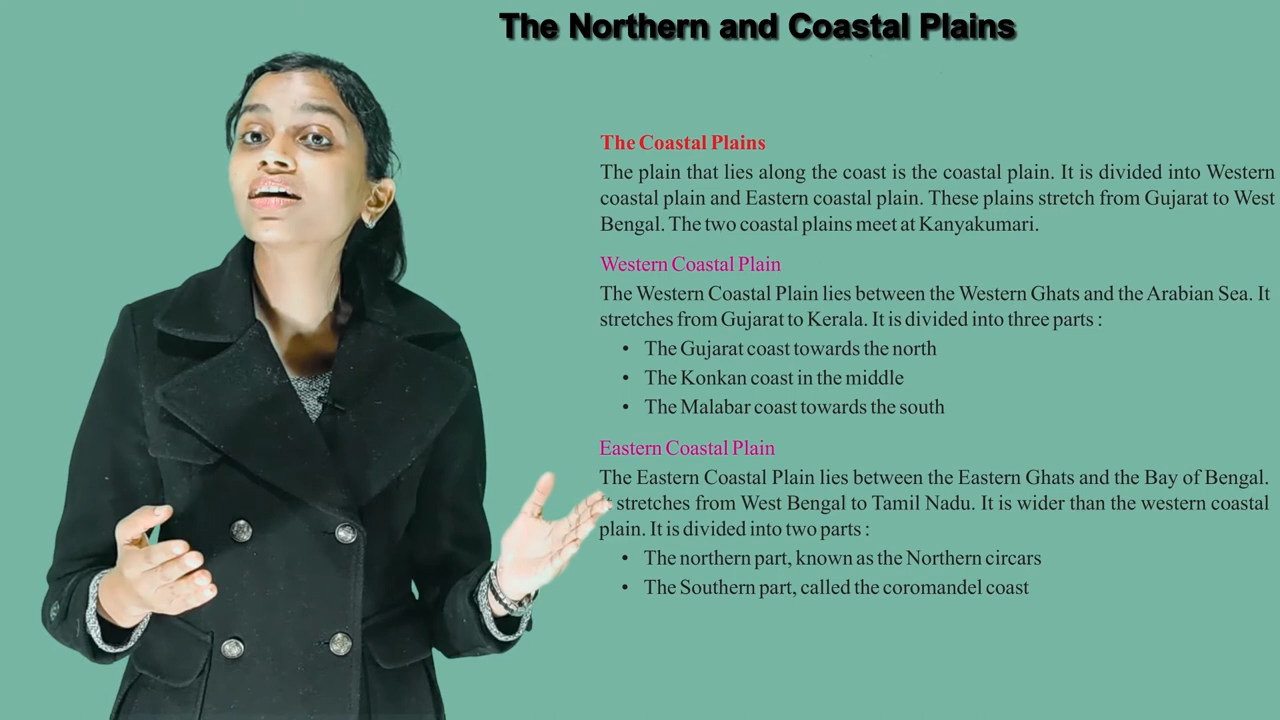 The Northern and Coastal Plains
The Coastal Plains
The plain that lies along the coast is the coastal plain. It is divided into Western
coastal plain and Eastern coastal plain. These plains stretch from Gujarat to West
Bengal. The two coastal plains meet at Kanyakumari.
Western Coastal Plain
The Western Coastal Plain lies between the Western Ghats and the Arabian Sea. It
stretches from Gujarat to Kerala. It is divided into three parts :
• The Gujarat coast towards the north
• The Konkan coast in the middle
• The Malabar coast towards the south
Eastern Coastal Plain
The Eastern Coastal Plain lies between the Eastern Ghats and the Bay of Bengal.
stretches from West Bengal to Tamil Nadu. It is wider than the western coastal
plain. It is divided into two parts :
• The northern part, known as the Northern circars
• The Southern part, called the coromandel coast